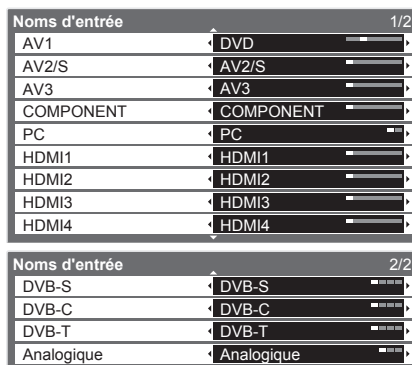 Noms d'entrée 1/2
AV1 DVD
AV2/S AV2/S
AV3 AV3
COMPONENT COMPONENT
PC PC
HDMI1 HDMI1
HDMI2 HDMI2
HDMI3 HDMI3
HDMI4 HDMI4
Noms d'entrée 2/2
DVB-S DVB-S
DVB-C DVB-C
DVB-T DVB-T
Analogique Analogique